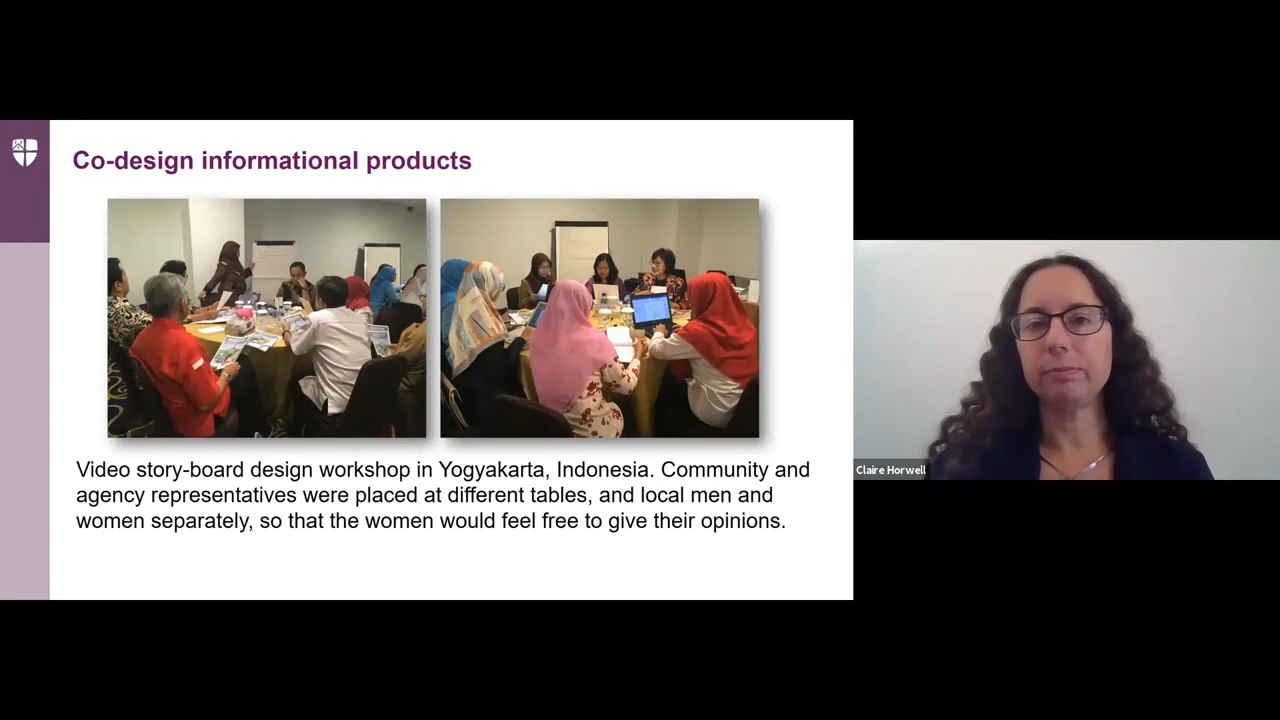 Co-design informational products
Video story-board design workshop in Yogyakarta, Indonesia. Community and
agency representatives were placed at different tables, and local men and
women separately, so that the women would feel free to give their opinions.
Claire Horwell